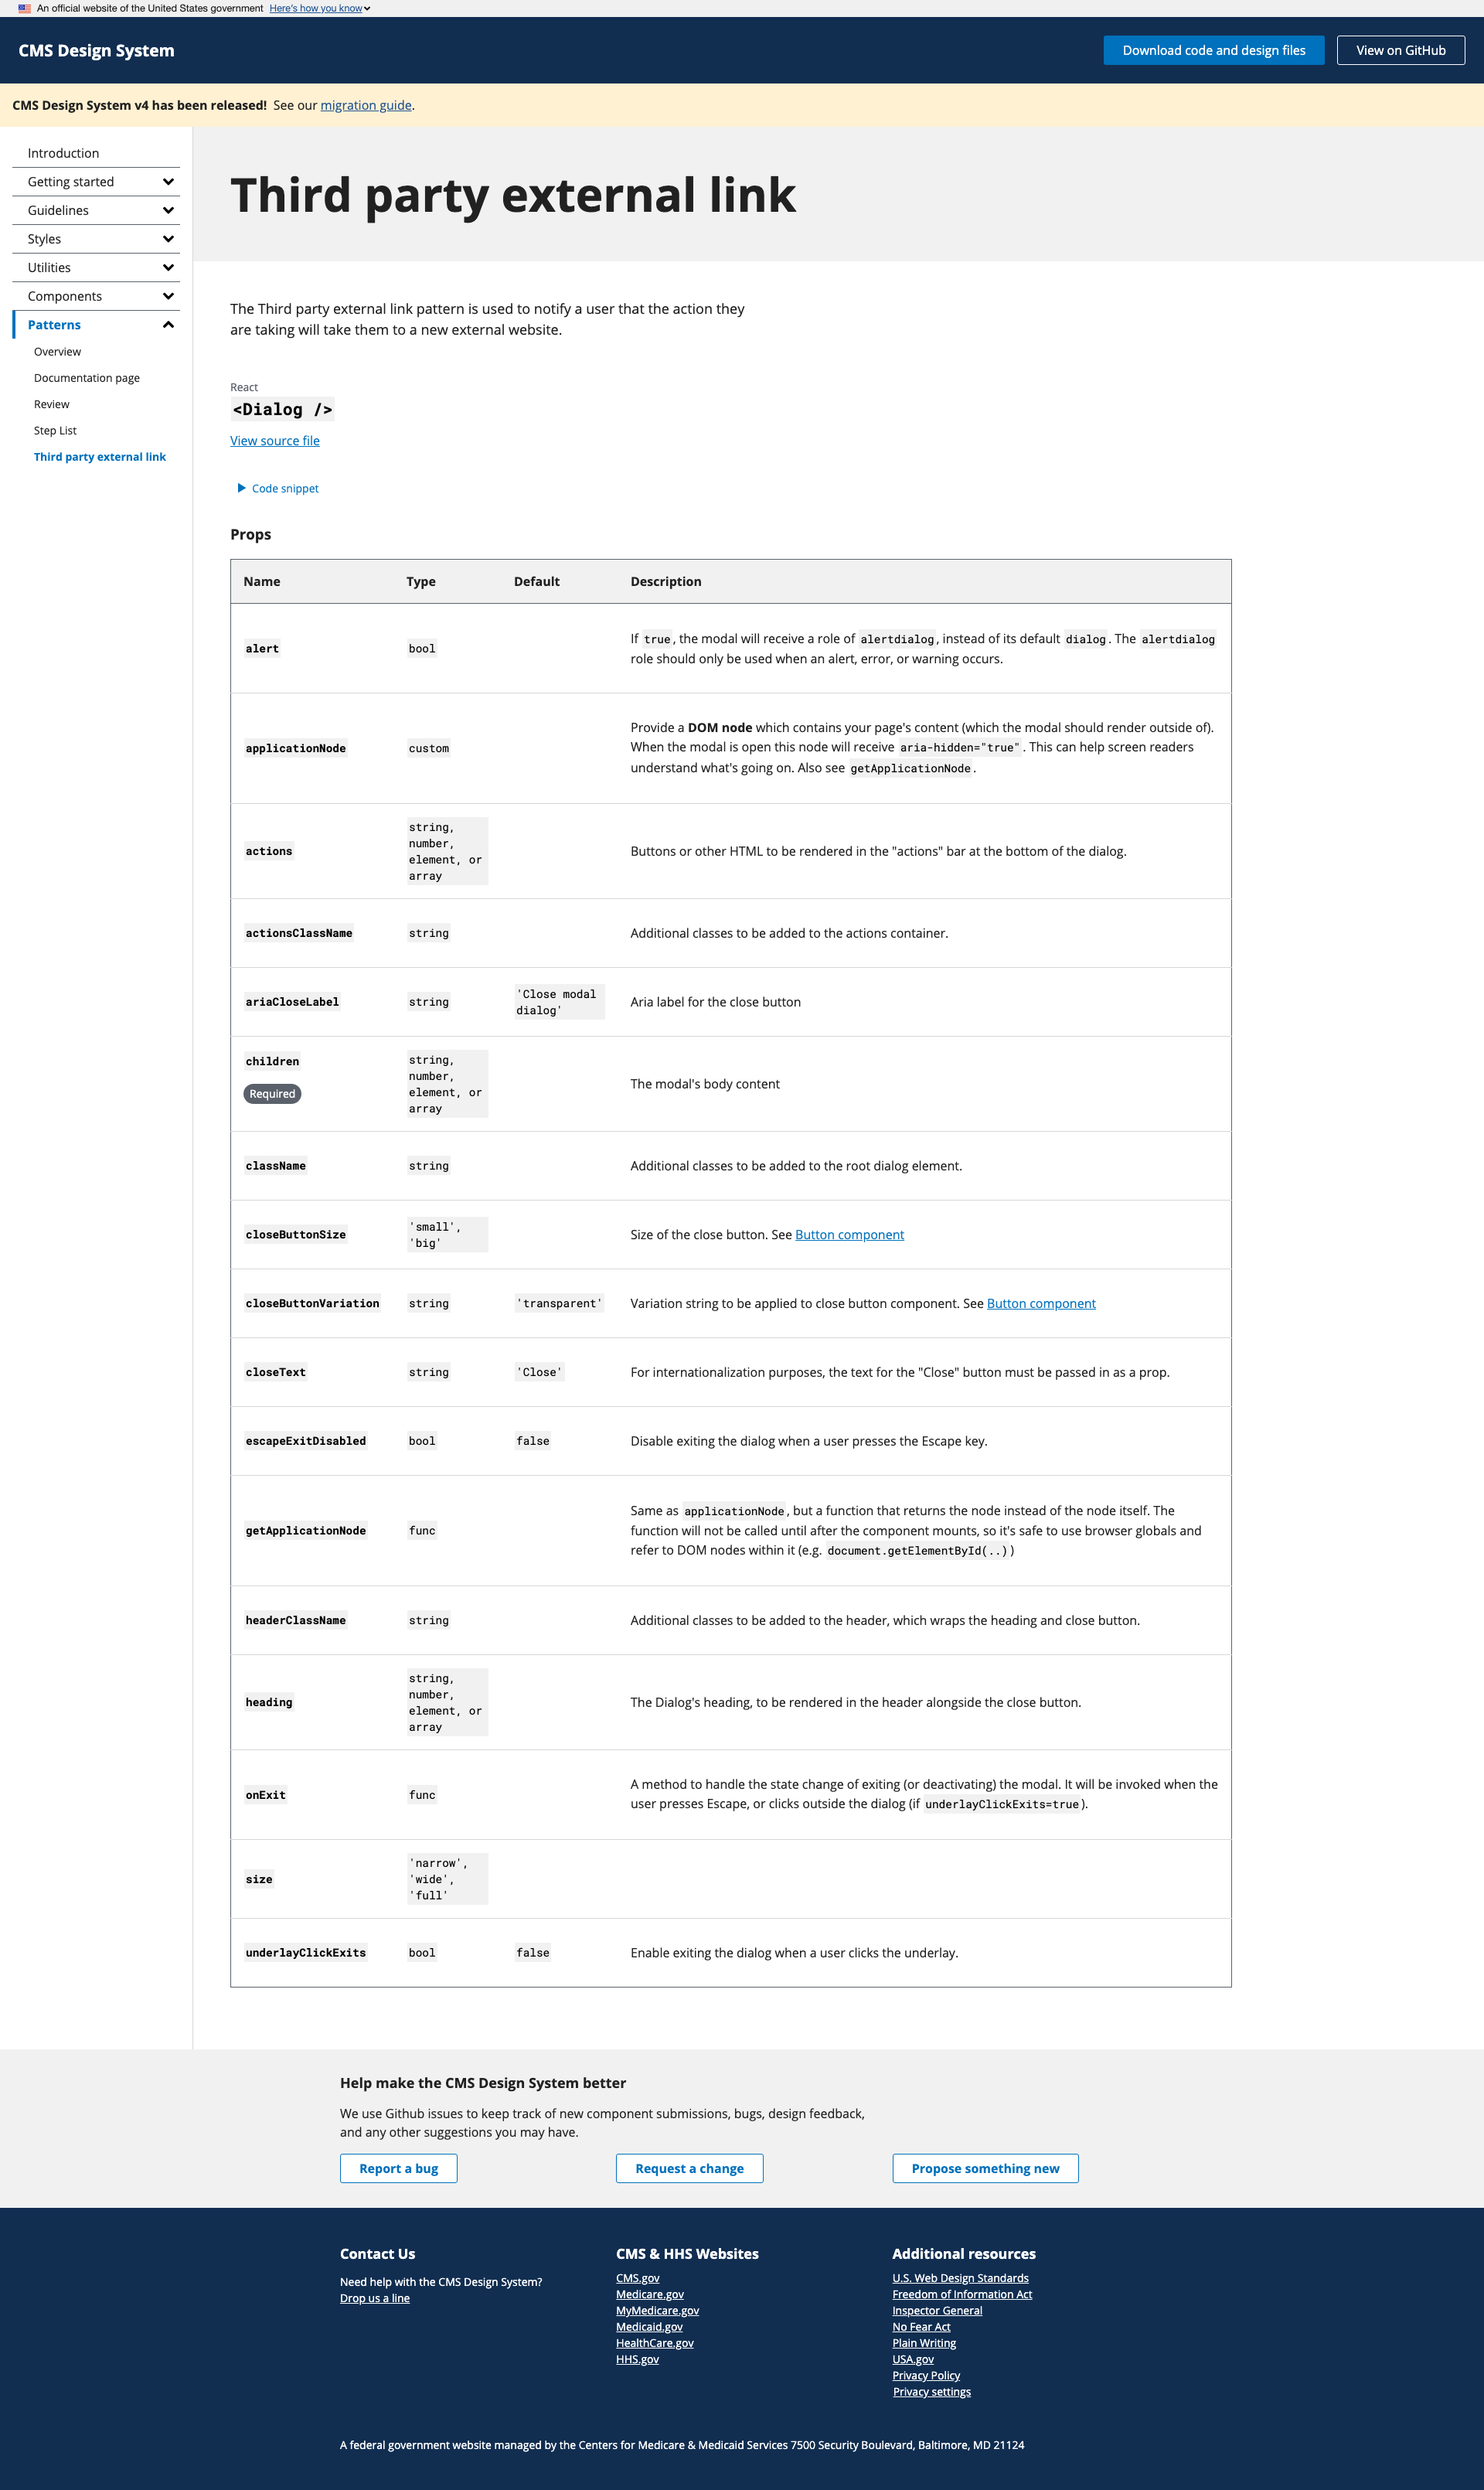 An official website of the United States government Here's how you know
CMS Design System
Download code and design files
View on GitHub
CMS Design System v4 has been released! See our migration guide.
Introduction
Getting started
Guidelines
Styles
Utilities
Components
Patterns
Overview
Documentation page
Review
Step List
Third party external link
Third party external link
The Third party external link pattern is used to notify a user that the action they
are taking will take them to a new external website.
React
<Dialog />
View source file
Code snippet
Props
Name Type Default Description
alert bool
If true, the modal will receive a role of alertdialog, instead of its default dialog. The alertdialog
role should only be used when an alert, error, or warning occurs.
applicationNode custom
Provide a DOM node which contains your page's content (which the modal should render outside of).
When the modal is open this node will receive aria-hidden="true". This can help screen readers
understand what's going on. Also see getApplicationNode.
actions
string,
number,
element, or
array
Buttons or other HTML to be rendered in the "actions" bar at the bottom of the dialog.
actionsClassName string Additional classes to be added to the actions container.
ariaCloseLabel string
'Close modal
dialog'
Aria label for the close button
children
Required
string,
number,
element, or
array
The modal's body content
className string Additional classes to be added to the root dialog element.
closeButtonSize
'small',
'big'
Size of the close button. See Button component
closeButtonVariation string 'transparent' Variation string to be applied to close button component. See Button component
closeText string 'Close' For internationalization purposes, the text for the "Close" button must be passed in as a prop.
escapeExitDisabled bool false Disable exiting the dialog when a user presses the Escape key.
getApplicationNode func
Same as applicationNode, but a function that returns the node instead of the node itself. The
function will not be called until after the component mounts, so it's safe to use browser globals and
refer to DOM nodes within it (e.g. document.getElementById(..))
headerClassName string Additional classes to be added to the header, which wraps the heading and close button.
heading
string,
number,
element, or
array
The Dialog's heading, to be rendered in the header alongside the close button.
onExit func
A method to handle the state change of exiting (or deactivating) the modal. It will be invoked when the
user presses Escape, or clicks outside the dialog (if underlayClickExits=true).
size
'narrow',
'wide',
'full'
underlayClickExits bool false Enable exiting the dialog when a user clicks the underlay.
Help make the CMS Design System better
We use Github issues to keep track of new component submissions, bugs, design feedback,
and any other suggestions you may have.
Report a bug
Request a change
Propose something new
Contact Us
Need help with the CMS Design System?
Drop us a line
CMS & HHS Websites
CMS.gov
Medicare.gov
MyMedicare.gov
Medicaid.gov
HealthCare.gov
HHS.gov
Additional resources
U.S. Web Design Standards
Freedom of Information Act
Inspector General
No Fear Act
Plain Writing
USA.gov
Privacy Policy
Privacy settings
A federal government website managed by the Centers for Medicare & Medicaid Services 7500 Security Boulevard, Baltimore, MD 21124